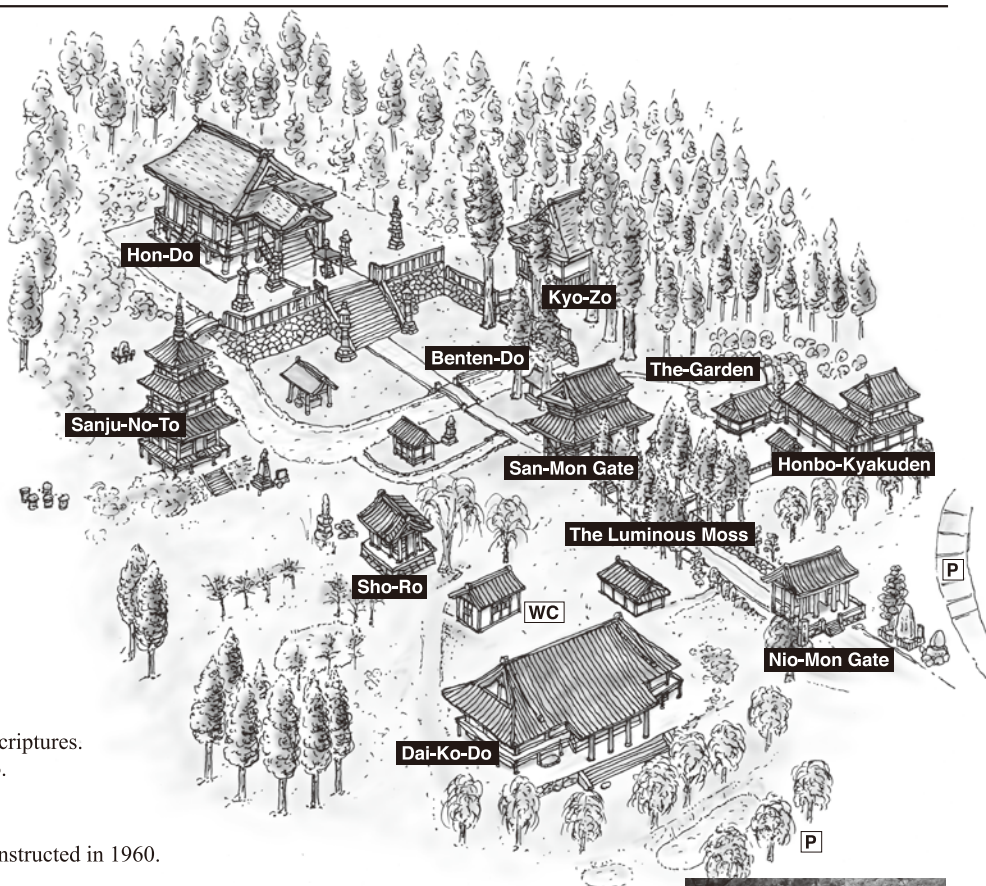 Hon-Do
Kyo-Zo
Benten-Do
The-Garden
Sanju-No-To
San-Mon Gate
Honbo-Kyakuden
The Luminous Moss
P
Sho-Ro
WC
Nio-Mon Gate
criptures.
Dai-Ko-Do
P
nstructed in 1960.